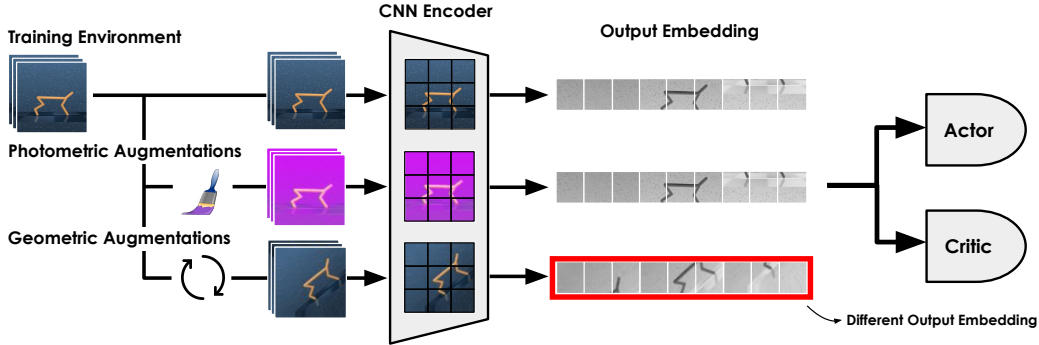 CNN Encoder
Training Environment
Output Embedding
Photometric Augmentations
Actor
Geometric Augmentations
Critic
Different Output Embedding